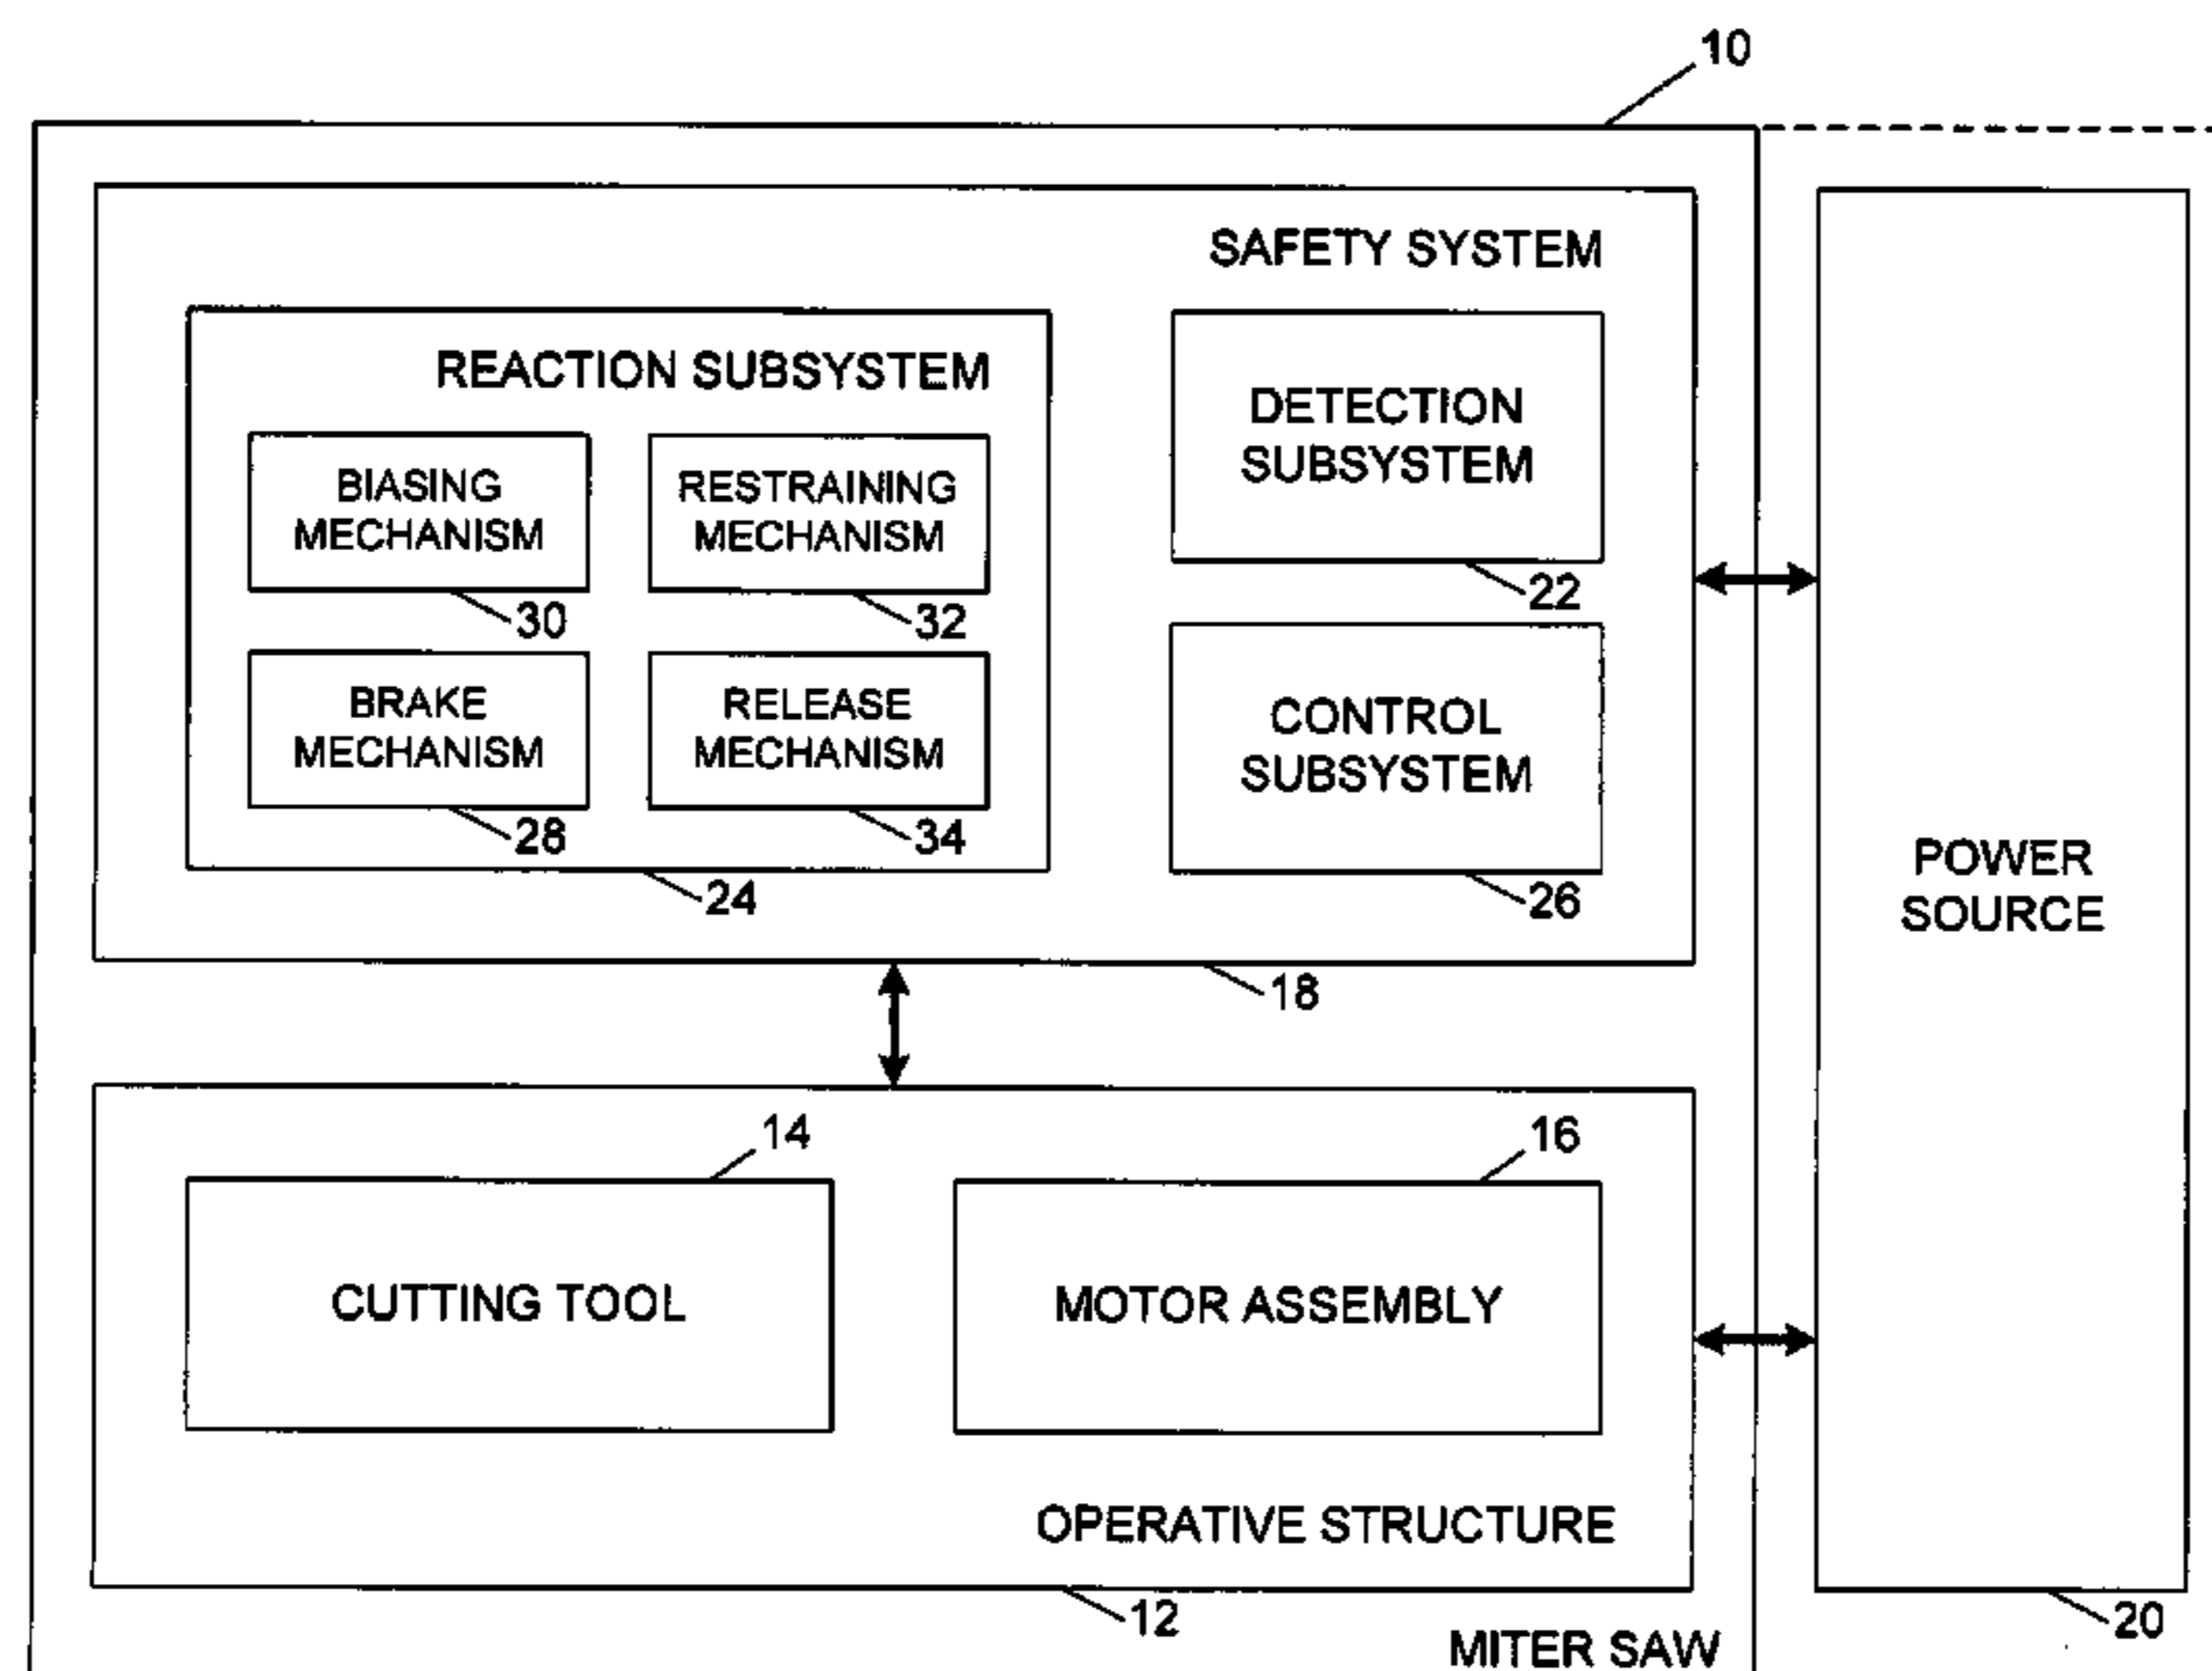 10
SAFETY SYSTEM
REACTION SUBSYSTEM
BIASING
MECHANISM
30
RESTRAINING
MECHANISM
32
BRAKE
MECHANISM
28
RELEASE
MECHANISM
34
24
DETECTION
SUBSYSTEM
22
CONTROL
SUBSYSTEM
26
18
POWER
SOURCE
20
14
CUTTING TOOL
16
MOTOR ASSEMBLY
OPERATIVE STRUCTURE
12
MITER SAW